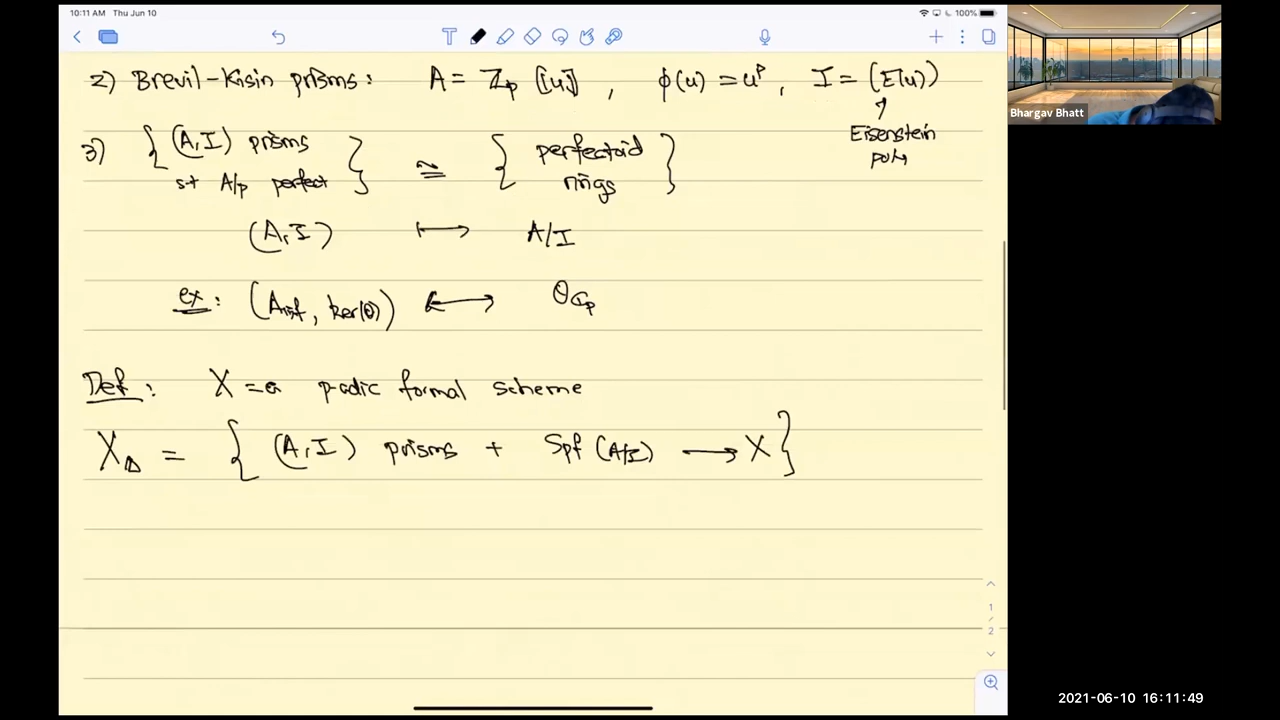 10:11 AM Thu Jun 10
100%
2) Breuil-Kisin prisms: A = ℤp [[u]] , ϕ(u) = u^p , I = (E(u))
↑
Eisenstein
poly
3) { (A,I) prisms s.t A/p perfect } ≅ { perfectoid rings }
(A,I) ⟼ A/I
ex: (Ainf, ker(θ)) ⟷ O_Cp
Def: X = a p-adic formal scheme
X_Δ = { (A,I) prisms + Spf(A/I) ⟶ X }
1
/
2
Bhargav Bhatt
2021-06-10 16:11:49